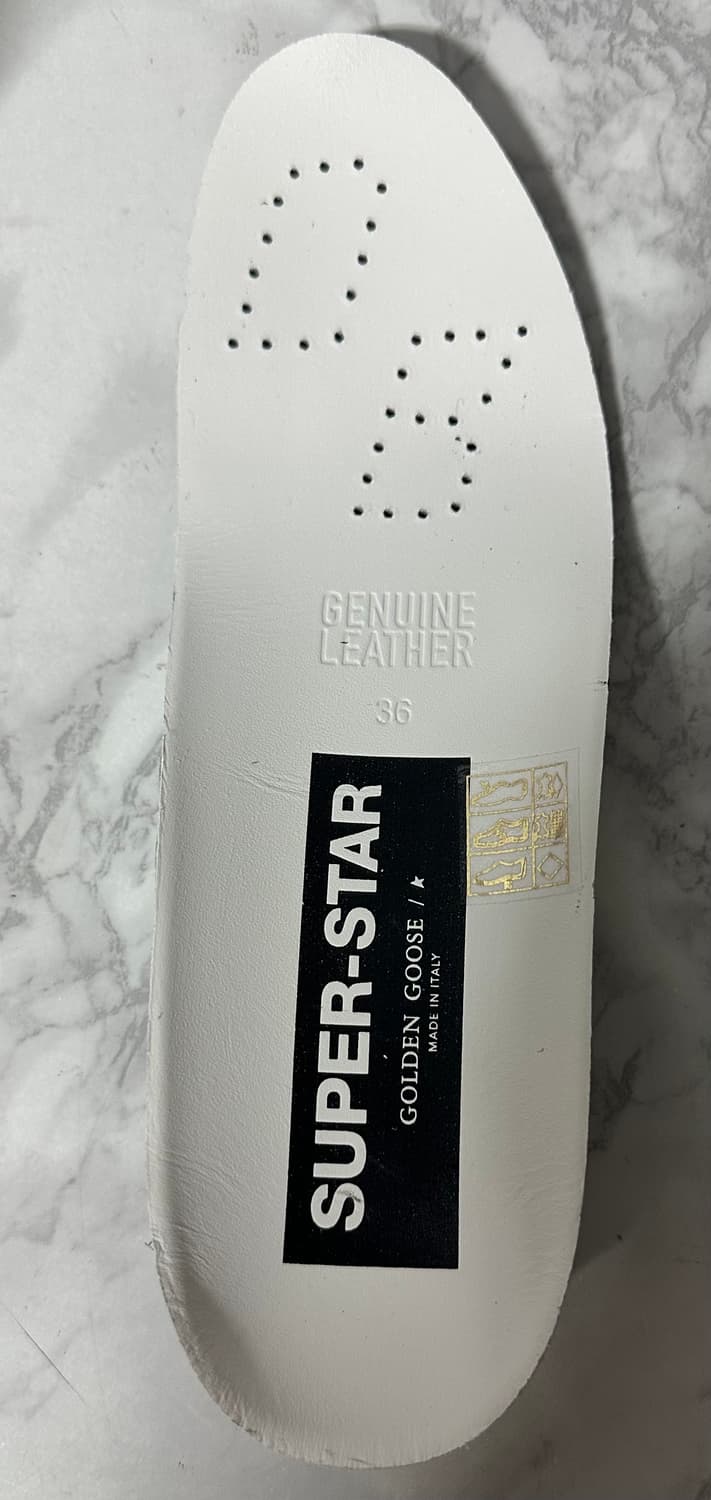 GENUINE
LEATHER
36
SUPER-STAR
GOLDEN GOOSE /
MADE IN ITALY